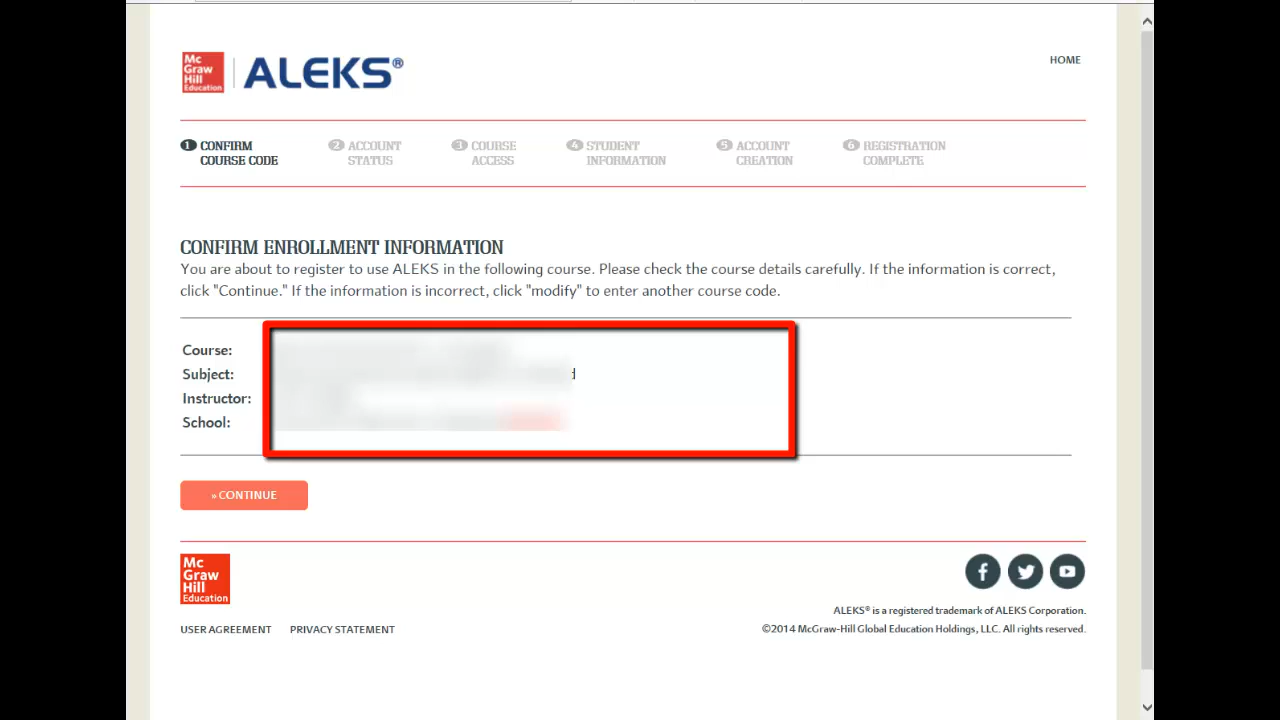 Mc Graw Hill Education
ALEKS®
HOME
1 CONFIRM COURSE CODE
2 ACCOUNT STATUS
3 COURSE ACCESS
4 STUDENT INFORMATION
5 ACCOUNT CREATION
6 REGISTRATION COMPLETE
CONFIRM ENROLLMENT INFORMATION
You are about to register to use ALEKS in the following course. Please check the course details carefully. If the information is correct,
click "Continue." If the information is incorrect, click "modify" to enter another course code.
Course:
Subject:
Instructor:
School:
» CONTINUE
Mc Graw Hill Education
ALEKS® is a registered trademark of ALEKS Corporation.
USER AGREEMENT PRIVACY STATEMENT
©2014 McGraw-Hill Global Education Holdings, LLC. All rights reserved.